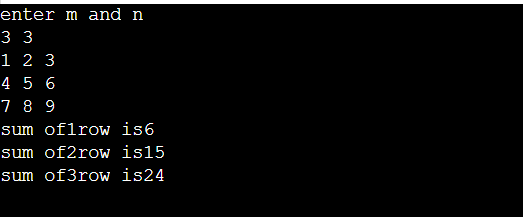 enter m and n
3 3
1 2 3
4 5 6
7 8 9
sum of1row is6
sum of2row is15
sum of3row is24